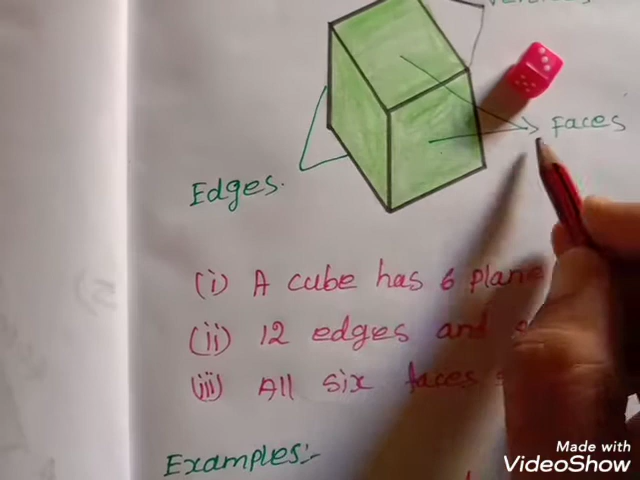 Faces
Edges.
(i) A cube has 6 plane
(ii) 12 edges and
(iii) All six faces
Examples:-
Made with
VideoShow